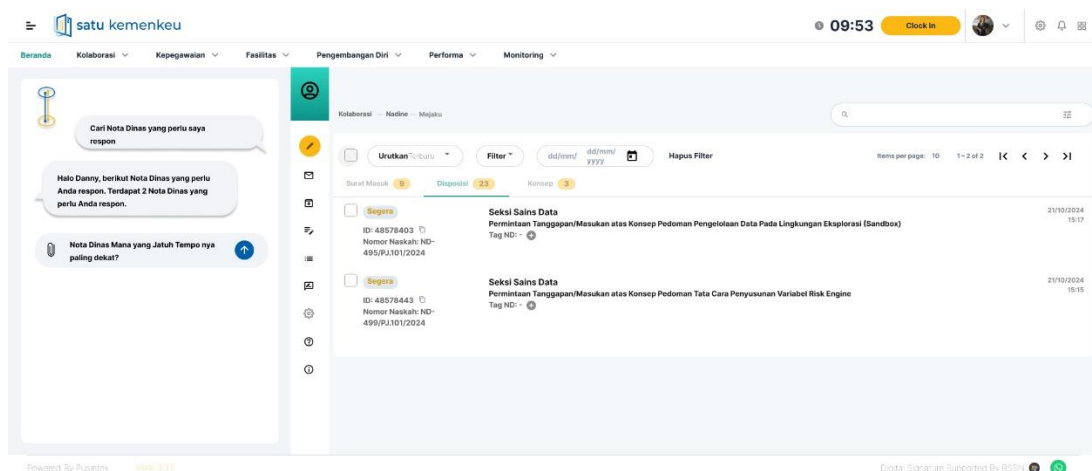 satu kemenkeu
09:53
Clock In
Beranda
Kolaborasi
Kepegawaian
Fasilitas
Pengembangan Diri
Performa
Monitoring
Cari Nota Dinas yang perlu saya
respon
Halo Danny, berikut Nota Dinas yang perlu
Anda respon. Terdapat 2 Nota Dinas yang
perlu Anda respon.
Nota Dinas Mana yang Jatuh Tempo nya
paling dekat?
Kolaborasi - Nadine - Mejaku
Urutkan Terbaru
Filter
dd/mm/
dd/mm/
yyyy
Hapus Filter
Items per page: 10
1 – 2 of 2
Surat Masuk 9
Disposisi 23
Konsep 3
Segera
ID: 48578403
Nomor Naskah: ND-
495/PJ.101/2024
Seksi Sains Data
Permintaan Tanggapan/Masukan atas Konsep Pedoman Pengelolaan Data Pada Lingkungan Eksplorasi (Sandbox)
Tag ND: -
21/10/2024
15:17
Segera
ID: 48578443
Nomor Naskah: ND-
499/PJ.101/2024
Seksi Sains Data
Permintaan Tanggapan/Masukan atas Konsep Pedoman Tata Cara Penyusunan Variabel Risk Engine
Tag ND: -
21/10/2024
15:15
Powered By Pusintek
Digital Signature Supported By BSSN